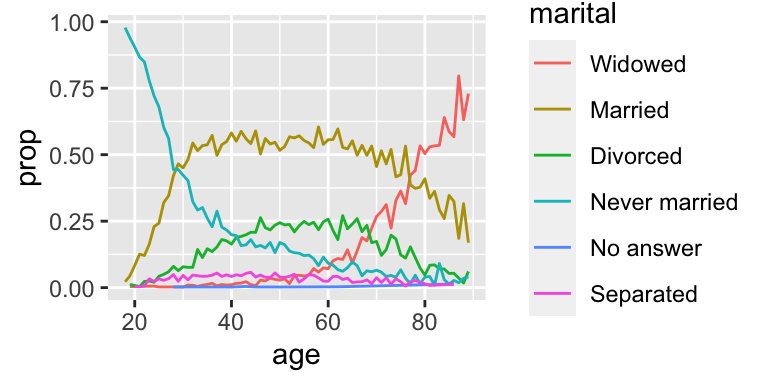 marital
Widowed
Married
Divorced
Never married
No answer
Separated
prop
1.00
0.75
0.50
0.25
0.00
20 40 60 80
age